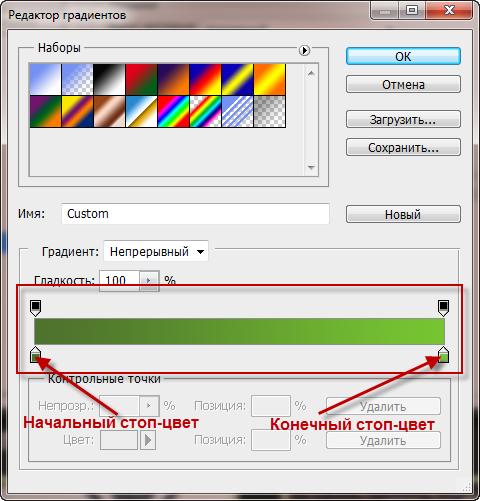 Редактор градиентов
Наборы
ОК
Отмена
Загрузить...
Сохранить...
Имя: Custom
Новый
Градиент: Непрерывный
Гладкость: 100 %
Контрольные точки
Непрозр.: % Позиция: % Удалить
Начальный стоп-цвет Конечный стоп-цвет
Цвет: Позиция: % Удалить